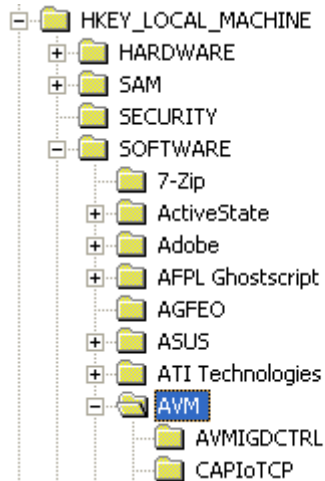 HKEY_LOCAL_MACHINE
HARDWARE
SAM
SECURITY
SOFTWARE
7-Zip
ActiveState
Adobe
AFPL Ghostscript
AGFEO
ASUS
ATI Technologies
AVM
AVMIGDCTRL
CAPIoTCP